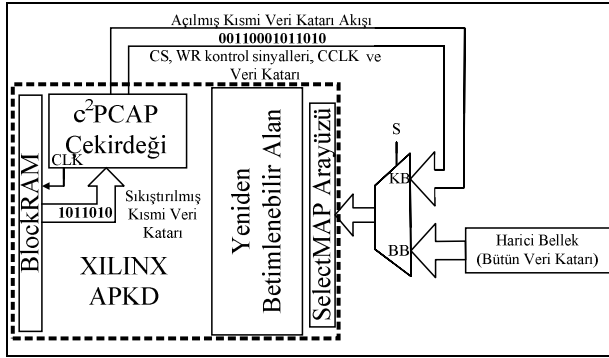 Açılmış Kısmi Veri Katarı Akışı
00110001011010
CS, WR kontrol sinyalleri, CCLK ve
Veri Katarı
c²PCAP
Çekirdeği
CLK
BlockRAM
1011010
Sıkıştırılmış
Kısmi Veri
Katarı
XILINX
APKD
Yeniden
Betimlenebilir Alan
SelectMAP Arayüzü
S
KB
BB
Harici Bellek
(Bütün Veri Katarı)